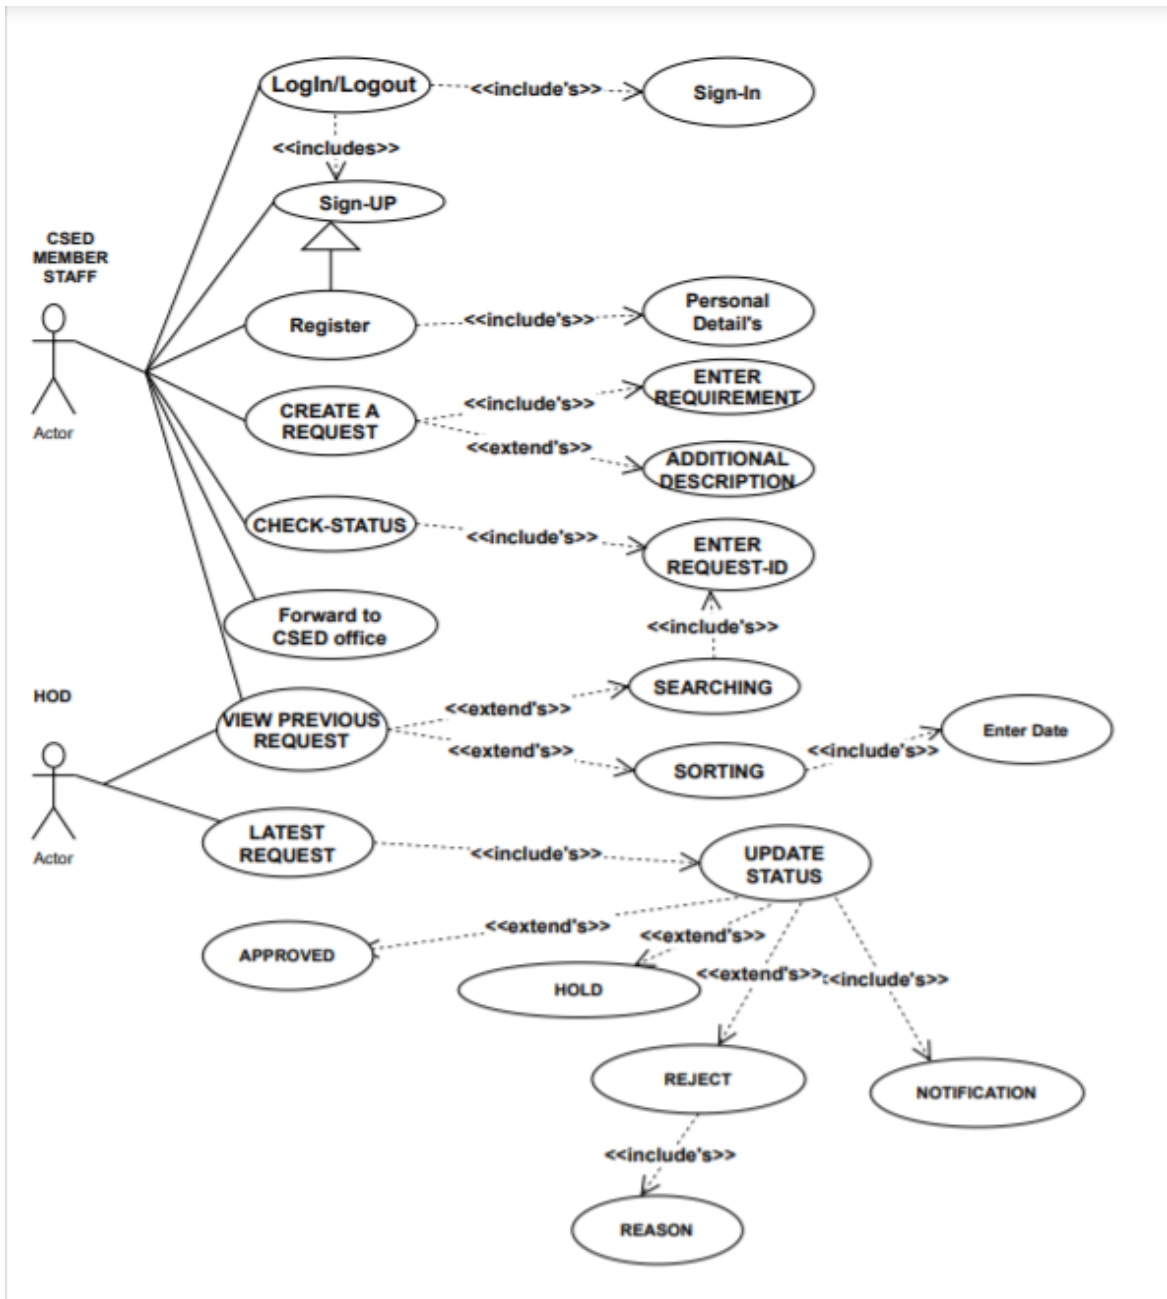 LogIn/Logout
<<include's>>
Sign-In
<<includes>>
Sign-UP
CSED
MEMBER
STAFF
Actor
Register
<<include's>>
Personal
Detail's
CREATE A
REQUEST
<<include's>>
ENTER
REQUIREMENT
<<extend's>>
ADDITIONAL
DESCRIPTION
CHECK-STATUS
<<include's>>
ENTER
REQUEST-ID
Forward to
CSED office
<<include's>>
HOD
Actor
VIEW PREVIOUS
REQUEST
<<extend's>>
SEARCHING
<<extend's>>
SORTING
<<include's>>
Enter Date
LATEST
REQUEST
<<include's>>
UPDATE
STATUS
<<extend's>>
APPROVED
<<extend's>>
HOLD
<<extend's>>
<<include's>>
REJECT
NOTIFICATION
<<include's>>
REASON